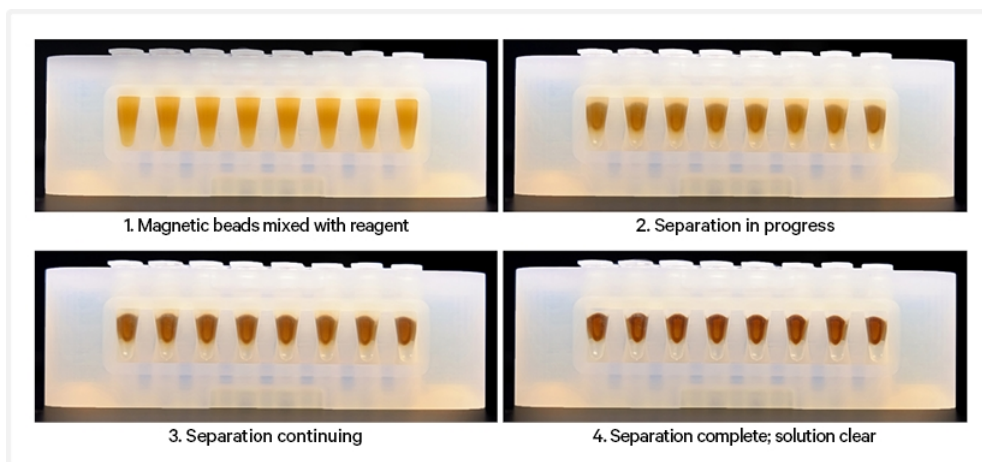 1. Magnetic beads mixed with reagent
2. Separation in progress
3. Separation continuing
4. Separation complete; solution clear